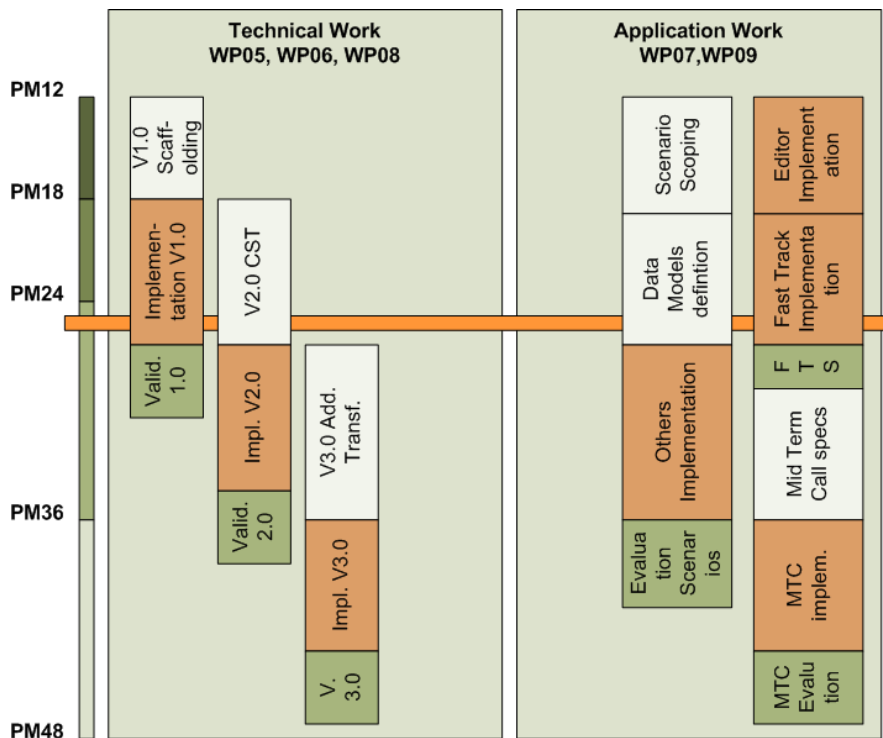 Technical Work
WP05, WP06, WP08
Application Work
WP07,WP09
PM12
PM18
PM24
PM36
PM48
V1.0
Scaff-
olding
Implemen-
tation V1.0
Valid.
1.0
V2.0 CST
Impl. V2.0
Valid.
2.0
V3.0 Add.
Transf.
Impl. V3.0
V.
3.0
Scenario
Scoping
Data
Models
defintion
Others
Implementation
Evalua
tion
Scenar
ios
Editor
Implement
ation
Fast Track
Implementa
tion
F
T
S
Mid Term
Call specs
MTC
implem.
MTC
Evalu
tion